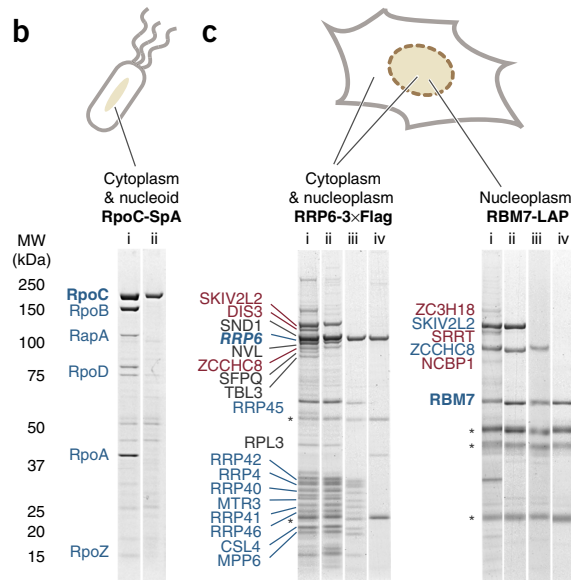 b
c
Cytoplasm
& nucleoid
RpoC-SpA
i ii
MW
(kDa)
250
150
100
75
50
37
25
20
15
RpoC
RpoB
RapA
RpoD
RpoA
RpoZ
Cytoplasm
& nucleoplasm
RRP6-3×Flag
i ii iii iv
SKIV2L2
DIS3
SND1
RRP6
NVL
ZCCHC8
SFPQ
TBL3
RRP45
*
RPL3
RRP42
RRP4
RRP40
MTR3
RRP41
*
RRP46
CSL4
MPP6
Nucleoplasm
RBM7-LAP
i ii iii iv
ZC3H18
SKIV2L2
SRRT
ZCCHC8
NCBP1
RBM7
*
*
*